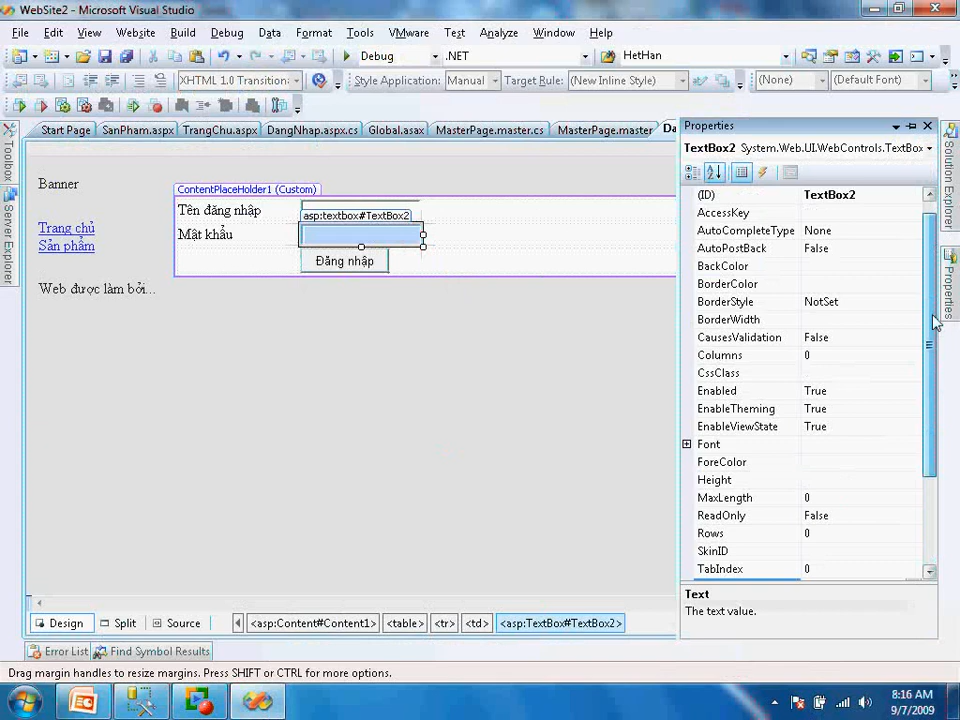 WebSite2 - Microsoft Visual Studio
File Edit View Website Build Debug Data Format Tools VMware Test Analyze Window Help
Debug .NET HetHan
XHTML 1.0 Transition Style Application: Manual Target Rule: (New Inline Style) (None) (Default Font)
Start Page SanPham.aspx TrangChu.aspx DangNhap.aspx.cs Global.asax MasterPage.master.cs MasterPage.master Da
Toolbox
Server Explorer
Banner
Trang chủ
Sản phẩm
Web được làm bởi...
ContentPlaceHolder1 (Custom)
Tên đăng nhập
asp:textbox#TextBox2
Mật khẩu
Đăng nhập
Properties
TextBox2 System.Web.UI.WebControls.TextBox
(ID) TextBox2
AccessKey
AutoCompleteType None
AutoPostBack False
BackColor
BorderColor
BorderStyle NotSet
BorderWidth
CausesValidation False
Columns 0
CssClass
Enabled True
EnableTheming True
EnableViewState True
Font
ForeColor
Height
MaxLength 0
ReadOnly False
Rows 0
SkinID
TabIndex 0
Text
The text value.
Solution Explorer
Properties
Design Split Source <asp:Content#Content1> <table> <tr> <td> <asp:TextBox#TextBox2>
Error List Find Symbol Results
Drag margin handles to resize margins. Press SHIFT or CTRL for more options.
8:16 AM
9/7/2009